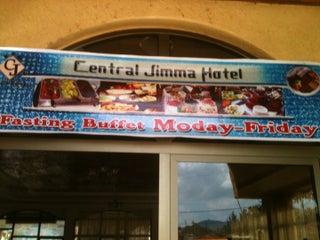 Central Jimma Hotel
Fasting Buffet Moday-Friday